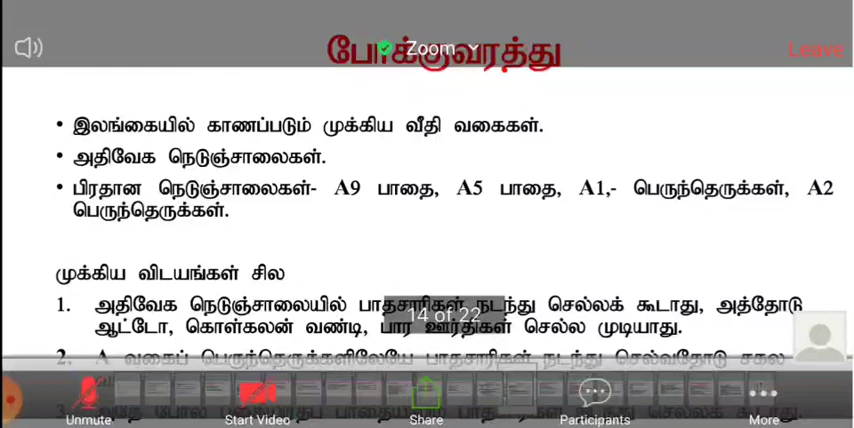 போக்குவரத்து
Zoom
Leave
• இலங்கையில் காணப்படும் முக்கிய வீதி வகைகள்.
• அதிவேக நெடுஞ்சாலைகள்.
• பிரதான நெடுஞ்சாலைகள்- A9 பாதை, A5 பாதை, A1,- பெருந்தெருக்கள், A2
பெருந்தெருக்கள்.
முக்கிய விடயங்கள் சில
1. அதிவேக நெடுஞ்சாலையில் பாதசாரிகள் நடந்து செல்லக் கூடாது, அத்தோடு
14 of 22
ஆட்டோ, கொள்கலன் வண்டி, பார ஊர்திகள் செல்ல முடியாது.
2. A வகைப் பெருந்தெருக்களிலேயே பாதசாரிகள் நடந்து செல்வதோடு சகல
3.
Unmute
Start Video
Share
Participants
More